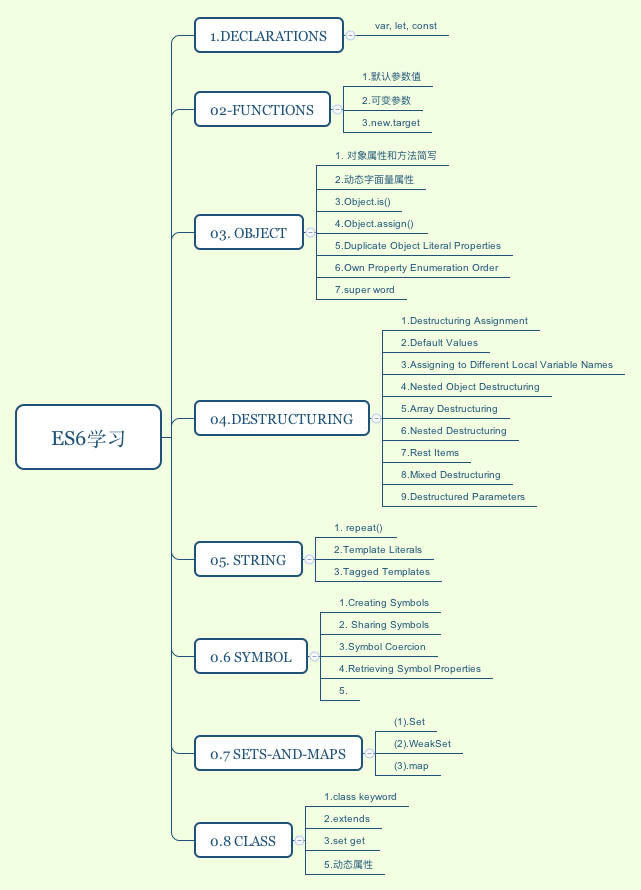 ES6学习
1.DECLARATIONS
var, let, const
02-FUNCTIONS
1.默认参数值
2.可变参数
3.new.target
03. OBJECT
1. 对象属性和方法简写
2.动态字面量属性
3.Object.is()
4.Object.assign()
5.Duplicate Object Literal Properties
6.Own Property Enumeration Order
7.super word
04.DESTRUCTURING
1.Destructuring Assignment
2.Default Values
3.Assigning to Different Local Variable Names
4.Nested Object Destructuring
5.Array Destructuring
6.Nested Destructuring
7.Rest Items
8.Mixed Destructuring
9.Destructured Parameters
05. STRING
1. repeat()
2.Template Literals
3.Tagged Templates
0.6 SYMBOL
1.Creating Symbols
2. Sharing Symbols
3.Symbol Coercion
4.Retrieving Symbol Properties
5.
0.7 SETS-AND-MAPS
(1).Set
(2).WeakSet
(3).map
0.8 CLASS
1.class keyword
2.extends
3.set get
5.动态属性